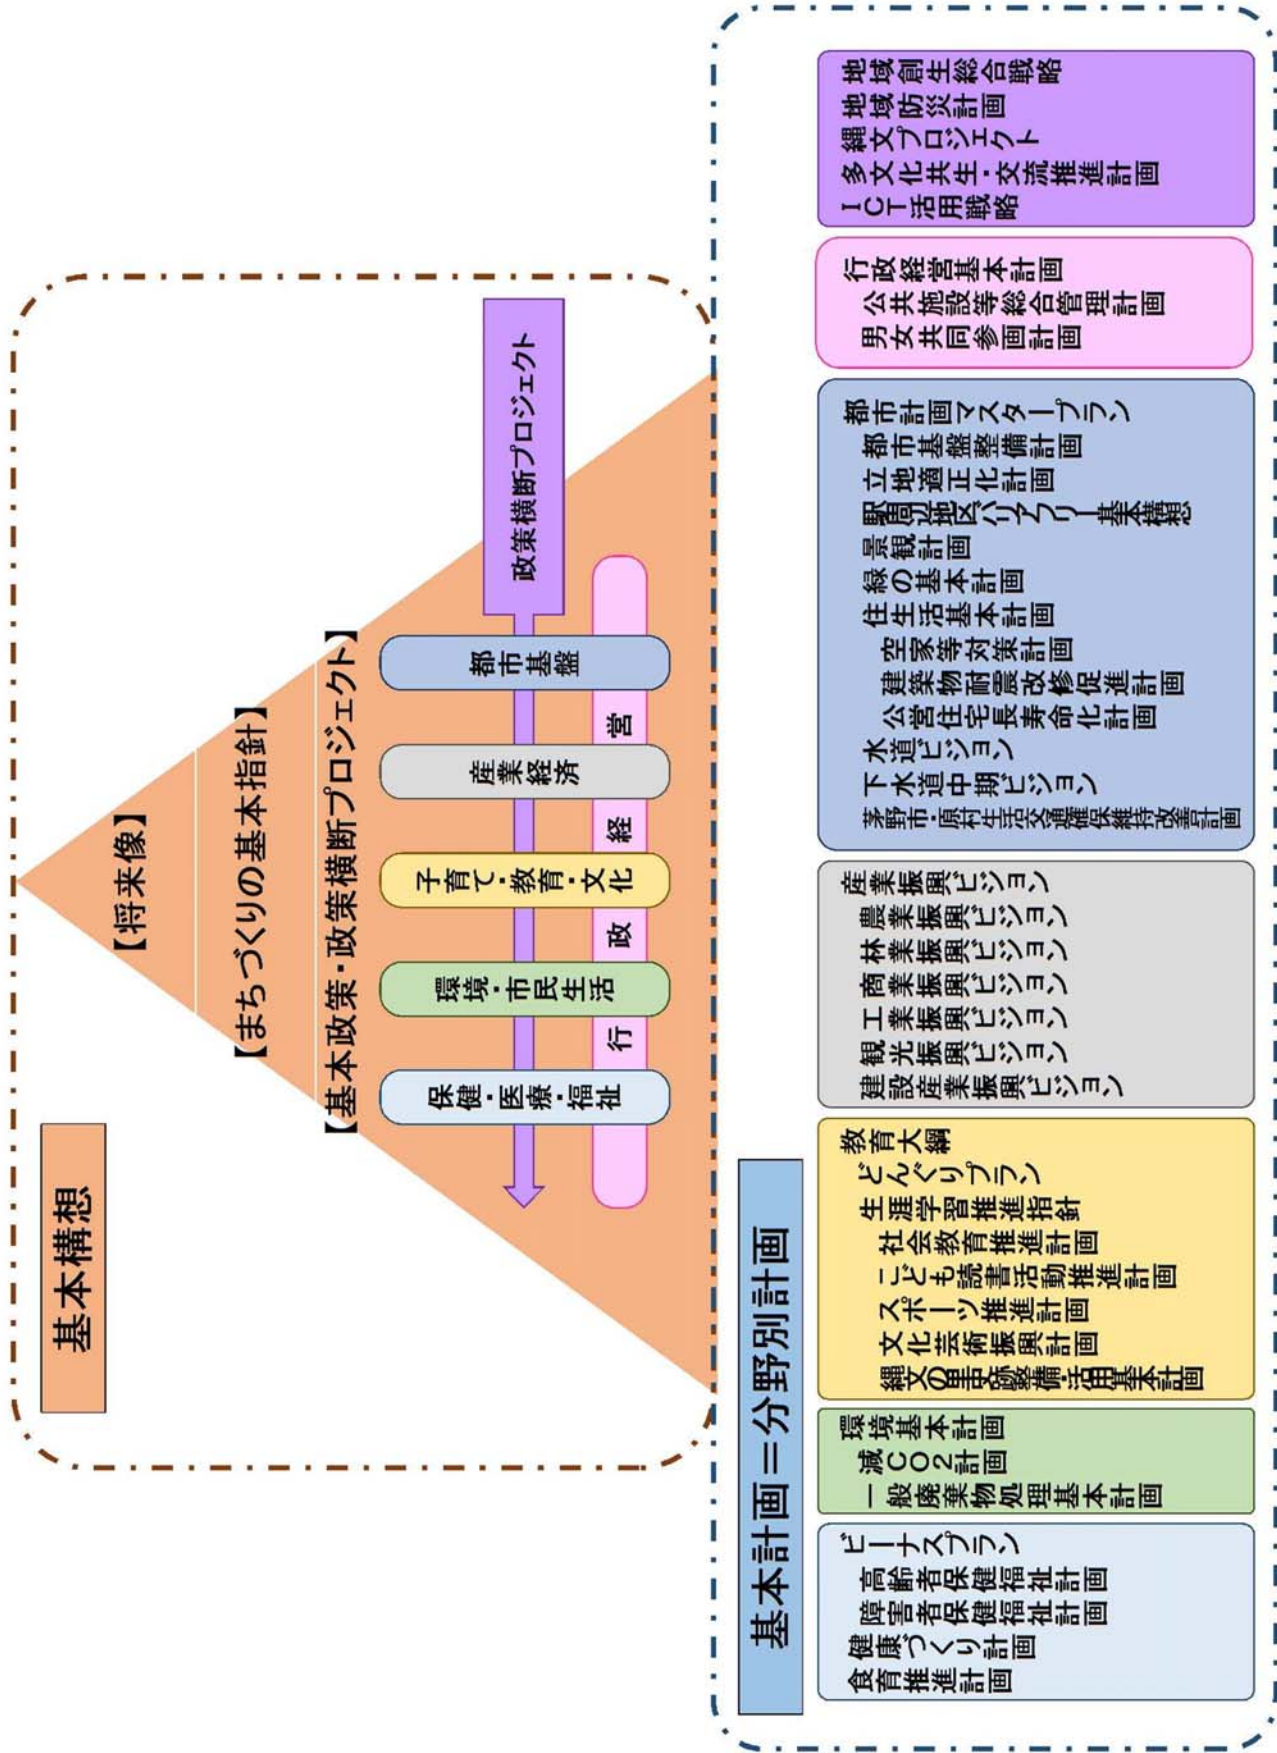 基本構想
【将来像】
【まちづくりの基本指針】
【基本政策・政策横断プロジェクト】
保健・医療・福祉
環境・市民生活
子育て・教育・文化
産業経済
都市基盤
政策横断プロジェクト
行政経営
基本計画＝分野別計画
ビーナスプラン
高齢者保健福祉計画
障害者保健福祉計画
健康づくり計画
食育推進計画
環境基本計画
減CO2計画
一般廃棄物処理基本計画
教育大綱
どんぐりプラン
生涯学習推進指針
社会教育推進計画
こども読書活動推進計画
スポーツ推進計画
文化芸術振興計画
縄文の里史跡整備・活用基本計画
産業振興ビジョン
農業振興ビジョン
林業振興ビジョン
商業振興ビジョン
工業振興ビジョン
観光振興ビジョン
建設産業振興ビジョン
都市計画マスタープラン
都市基盤整備計画
立地適正化計画
駅周辺地区バリアフリー基本構想
景観計画
緑の基本計画
住生活基本計画
空家等対策計画
建築物耐震改修促進計画
公営住宅長寿命化計画
水道ビジョン
下水道中期ビジョン
茅野市・原村生活交通確保維持改善計画
行政経営基本計画
公共施設等総合管理計画
男女共同参画計画
地域創生総合戦略
地域防災計画
縄文プロジェクト
多文化共生・交流推進計画
ICT活用戦略